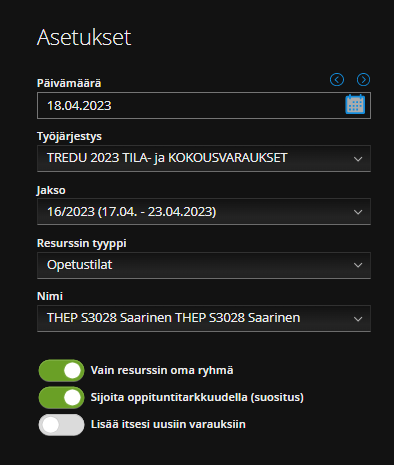 Asetukset
Päivämäärä
18.04.2023
Työjärjestys
TREDU 2023 TILA- ja KOKOUSVARAUKSET
Jakso
16/2023 (17.04. - 23.04.2023)
Resurssin tyyppi
Opetustilat
Nimi
THEP S3028 Saarinen THEP S3028 Saarinen
Vain resurssin oma ryhmä
Sijoita oppituntitarkkuudella (suositus)
Lisää itsesi uusiin varauksiin